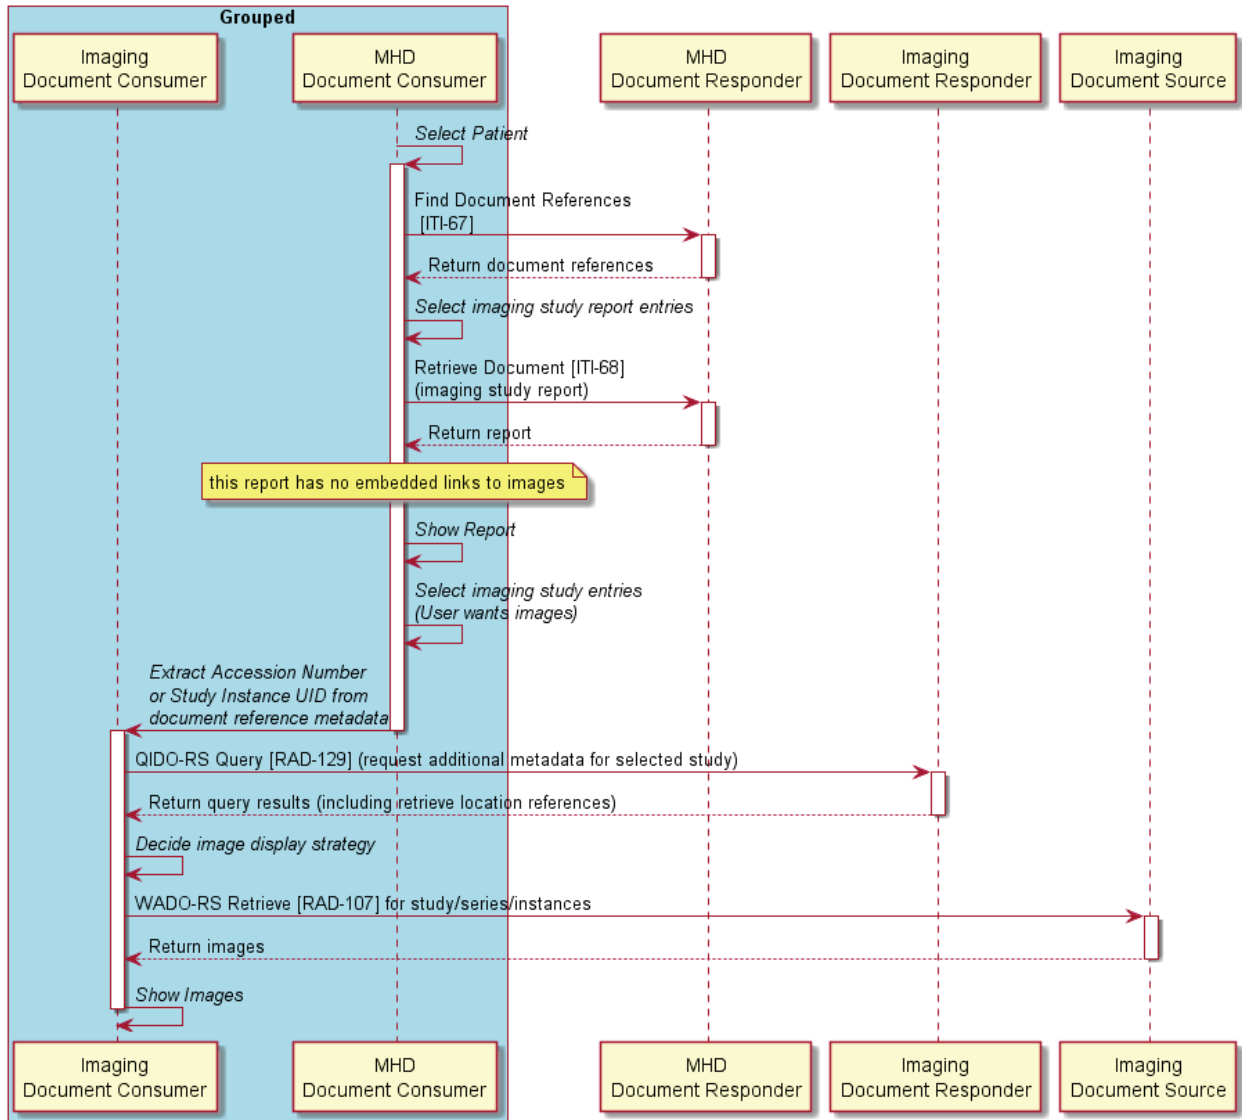 Grouped
Imaging
Document Consumer
MHD
Document Consumer
MHD
Document Responder
Imaging
Document Responder
Imaging
Document Source
Select Patient
Find Document References
[ITI-67]
Return document references
Select imaging study report entries
Retrieve Document [ITI-68]
(imaging study report)
Return report
this report has no embedded links to images
Show Report
Select imaging study entries
(User wants images)
Extract Accession Number
or Study Instance UID from
document reference metadata
QIDO-RS Query [RAD-129] (request additional metadata for selected study)
Return query results (including retrieve location references)
Decide image display strategy
WADO-RS Retrieve [RAD-107] for study/series/instances
Return images
Show Images
Imaging
Document Consumer
MHD
Document Consumer
MHD
Document Responder
Imaging
Document Responder
Imaging
Document Source